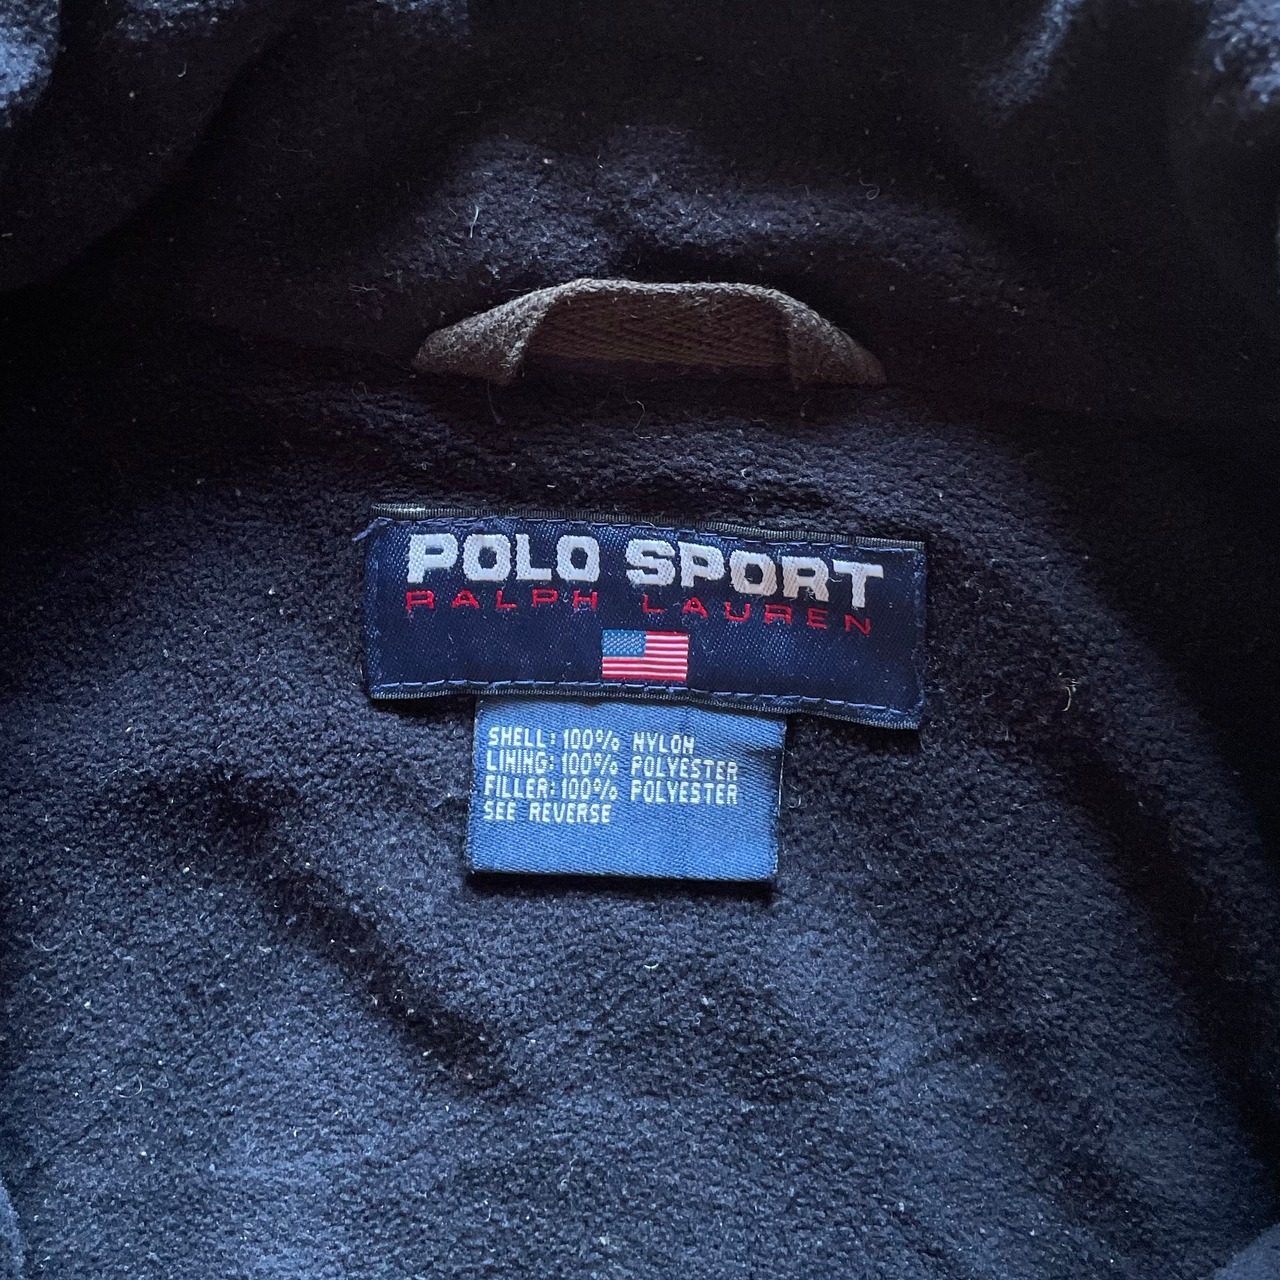 POLO SPORT
RALPH LAUREN
SHELL: 100% NYLON
LINING: 100% POLYESTER
FILLER: 100% POLYESTER
SEE REVERSE